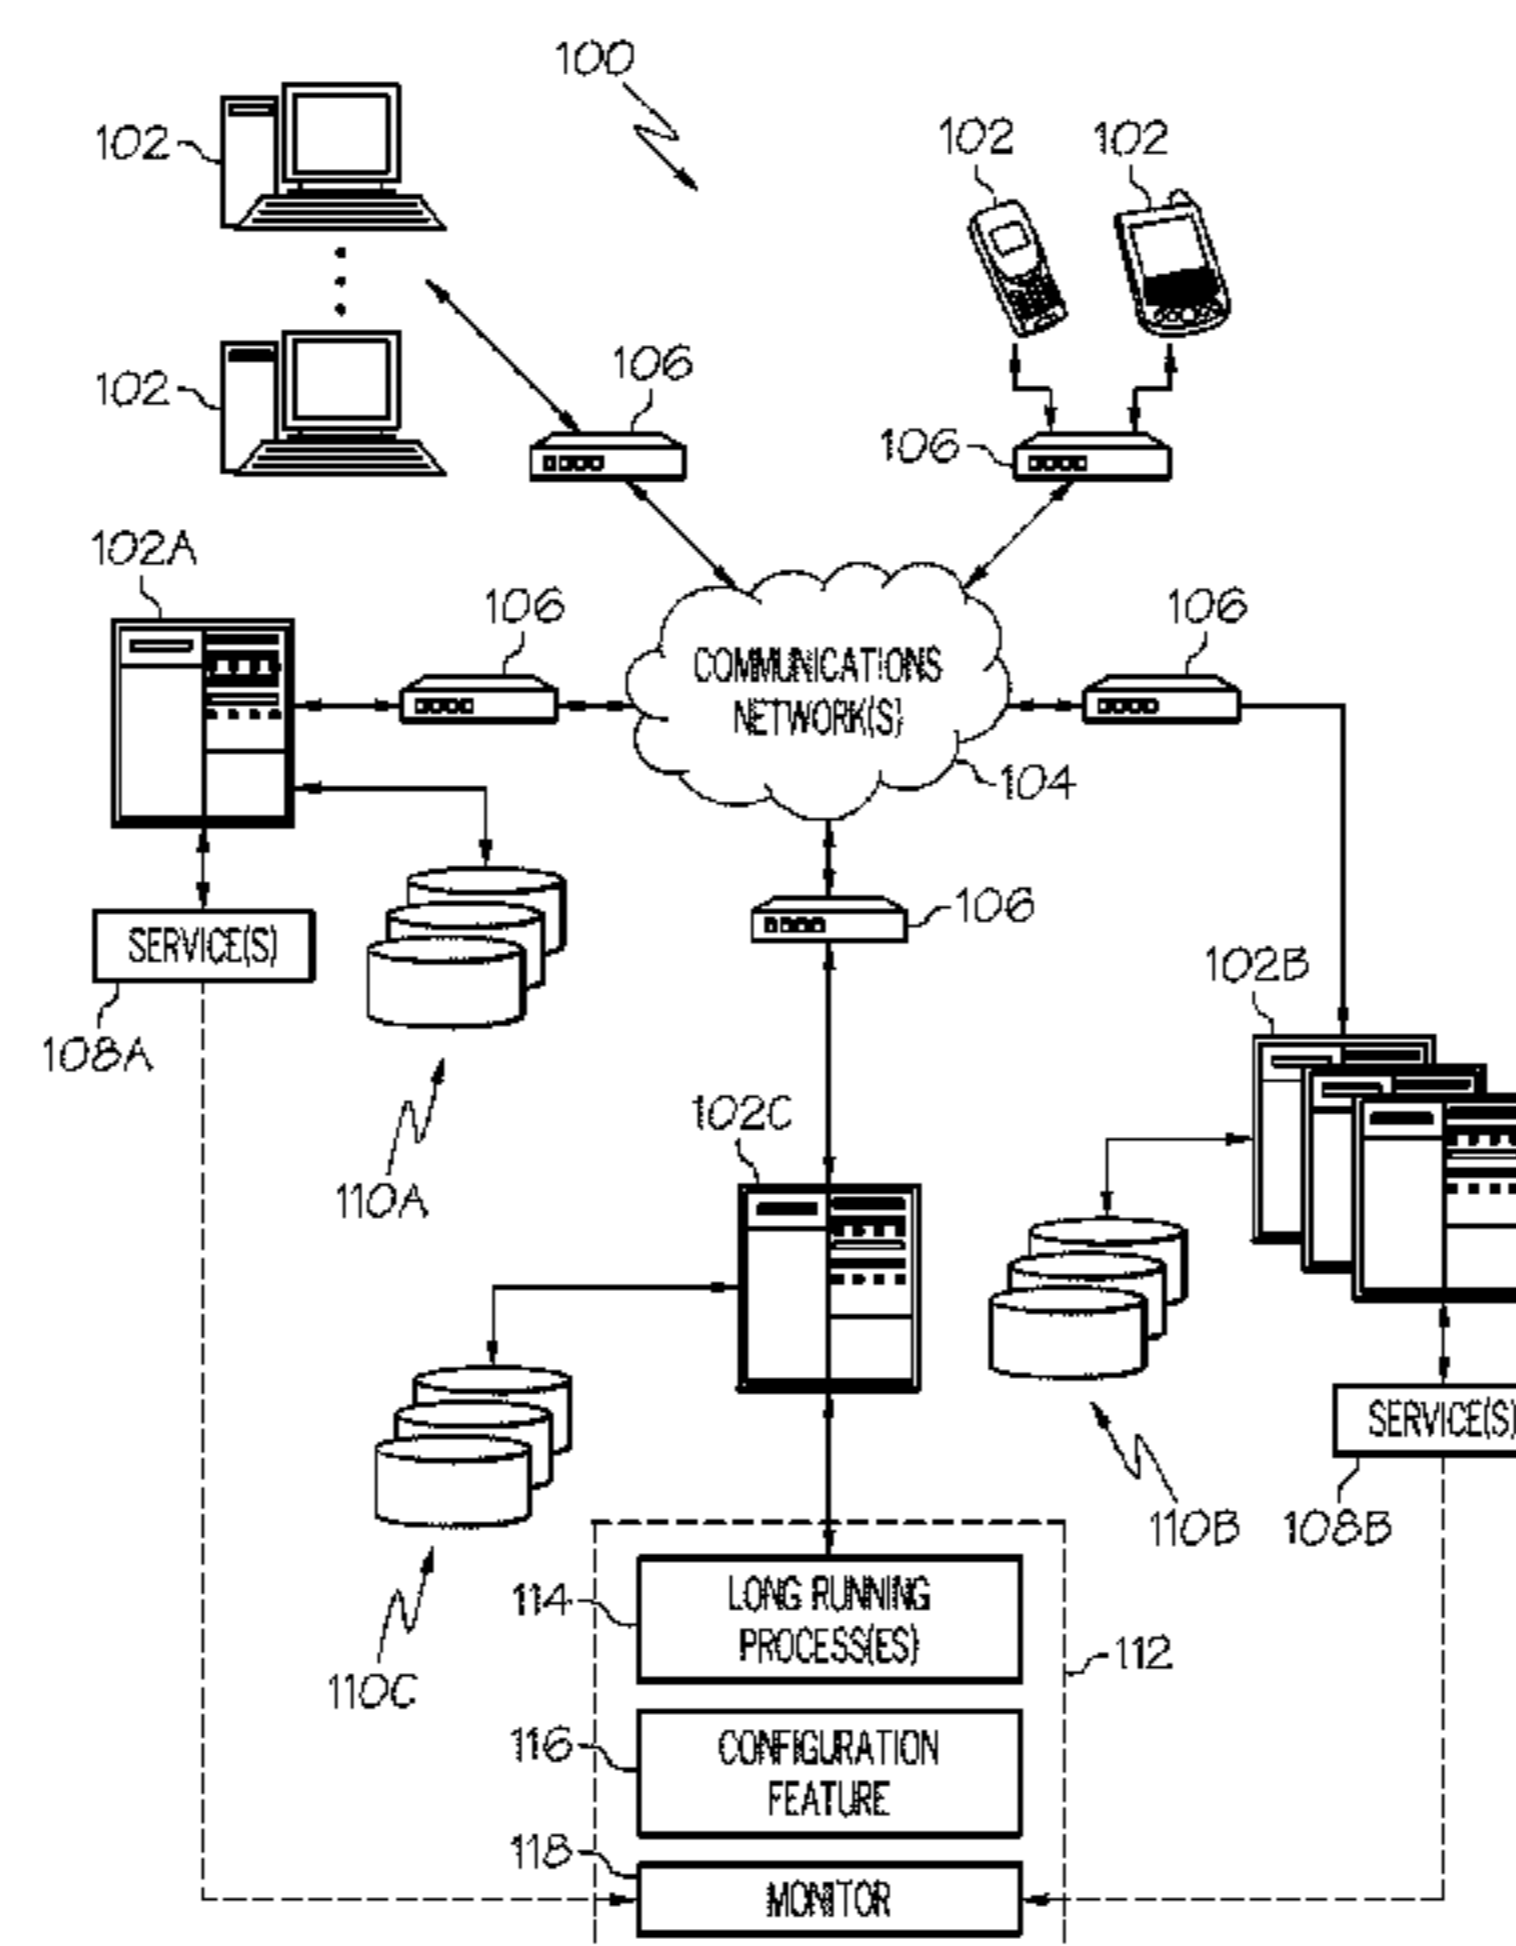 100
102
102
102
102
106
106
102A
106
106
COMMUNICATIONS
NETWORK(S)
104
106
SERVICE(S)
102B
108A
102C
110A
SERVICE(S)
110B
108B
114
LONG RUNNING
PROCESS(ES)
112
110C
116
CONFIGURATION
FEATURE
118
MONITOR